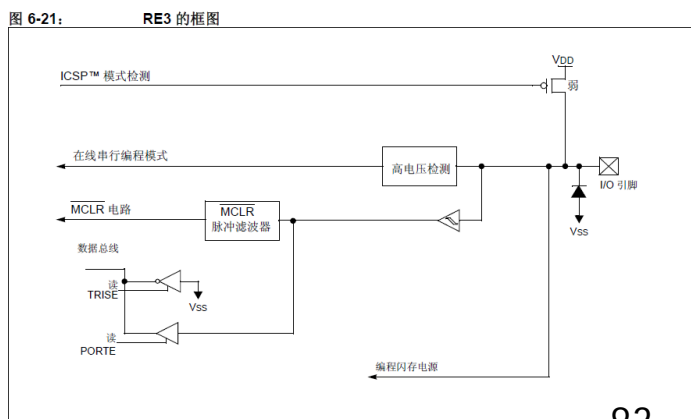 图 6-21： RE3 的框图
VDD
ICSP™ 模式检测
弱
在线串行编程模式
高电压检测
I/O 引脚
MCLR 电路
MCLR
脉冲滤波器
VSS
数据总线
读
TRISE
VSS
读
PORTE
编程闪存电源